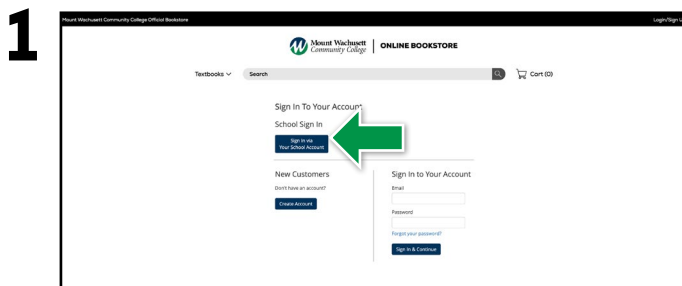 1
Mount Wachusett Community College Official Bookstore
Login/Sign U
Mount Wachusett
Community College
ONLINE BOOKSTORE
Textbooks
Search
Cart (0)
Sign In To Your Account
School Sign In
Sign in via
Your School Account
New Customers
Don't have an account?
Create Account
Sign In to Your Account
Email
Password
Forgot your password?
Sign In & Continue